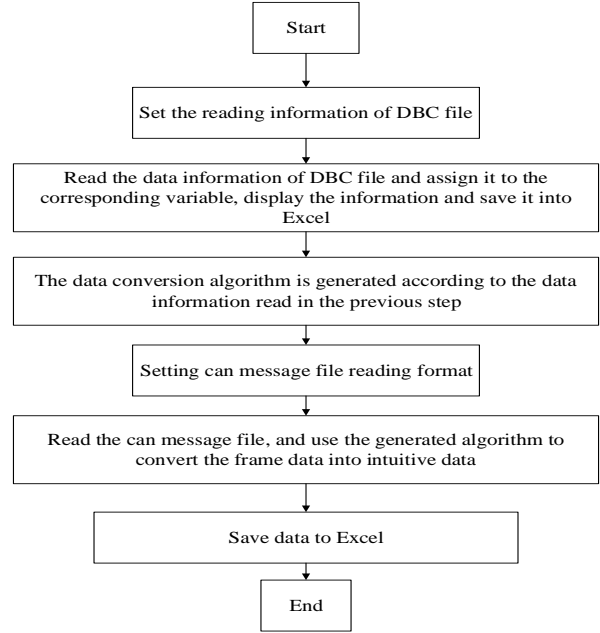 Start
Set the reading information of DBC file
Read the data information of DBC file and assign it to the
corresponding variable, display the information and save it into
Excel
The data conversion algorithm is generated according to the data
information read in the previous step
Setting can message file reading format
Read the can message file, and use the generated algorithm to
convert the frame data into intuitive data
Save data to Excel
End